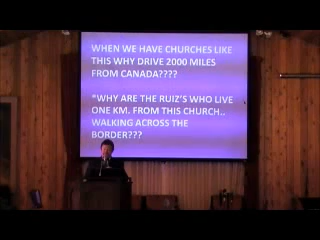 WHEN WE HAVE CHURCHES LIKE
THIS WHY DRIVE 2000 MILES
FROM CANADA????
*WHY ARE THE RUIZ'S WHO LIVE
ONE KM. FROM THIS CHURCH..
WALKING ACROSS THE
BORDER???